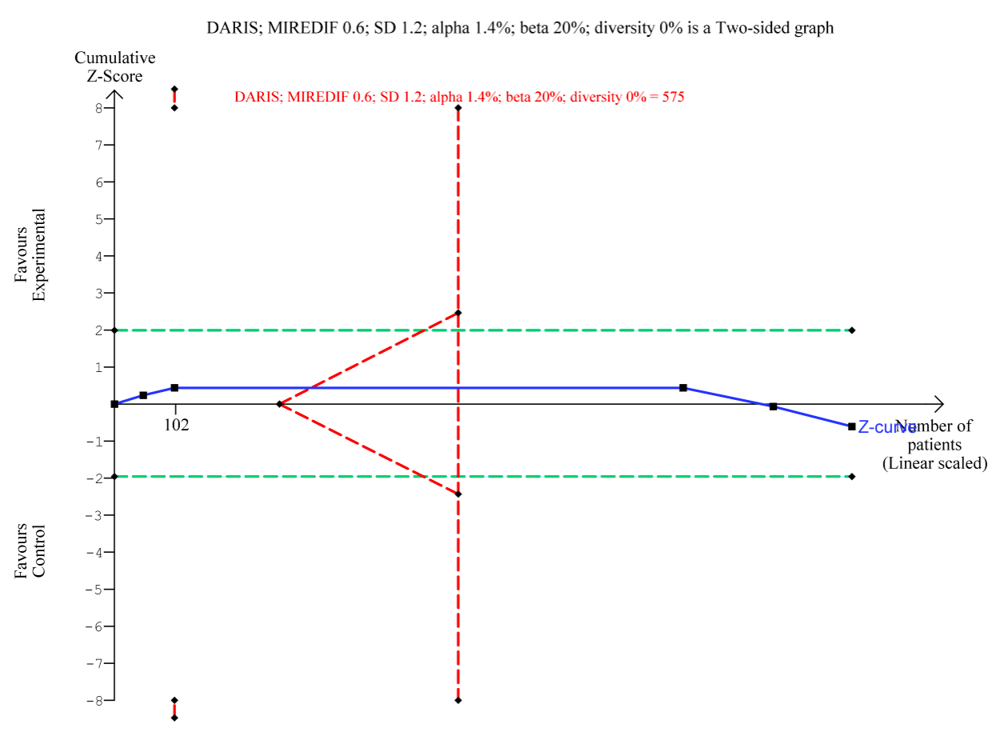 DARIS; MIREDIF 0.6; SD 1.2; alpha 1.4%; beta 20%; diversity 0% is a Two-sided graph
Cumulative
Z-Score
DARIS; MIREDIF 0.6; SD 1.2; alpha 1.4%; beta 20%; diversity 0% = 575
8
7
6
5
4
3
2
1
-1
-2
-3
-4
-5
-6
-7
-8
Favours
Experimental
Favours
Control
102
Z-curve
Number of
patients
(Linear scaled)